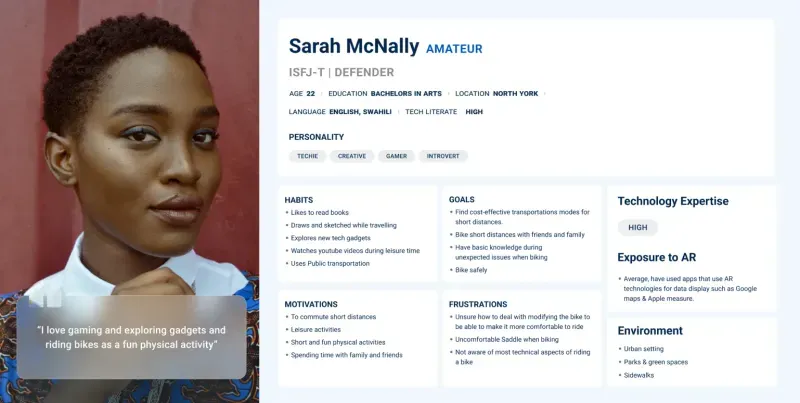 Sarah McNally AMATEUR
ISFJ-T | DEFENDER
AGE 22 · EDUCATION BACHELORS IN ARTS · LOCATION NORTH YORK ·
LANGUAGE ENGLISH, SWAHILI · TECH LITERATE HIGH
PERSONALITY
TECHIE CREATIVE GAMER INTROVERT
HABITS
• Likes to read books
• Draws and sketched while travelling
• Explores new tech gadgets
• Watches youtube videos during leisure time
• Uses Public transportation
GOALS
• Find cost-effective transportations modes for
short distances
• Bike short distances with friends and family
• Have basic knowledge during
unexpected issues when biking
• Bike safely
Technology Expertise
HIGH
Exposure to AR
• Average, have used apps that use AR
technologies for data display such as Google
maps & Apple measure.
MOTIVATIONS
• To commute short distances
• Leisure activities
• Short and fun physical activities
• Spending time with family and friends
FRUSTRATIONS
• Unsure how to deal with modifying the bike to
be able to make it more comfortable to ride
• Uncomfortable Saddle when biking
• Not aware of most technical aspects of riding
a bike
Environment
• Urban setting
• Parks & green spaces
• Sidewalks
“I love gaming and exploring gadgets and
riding bikes as a fun physical activity”